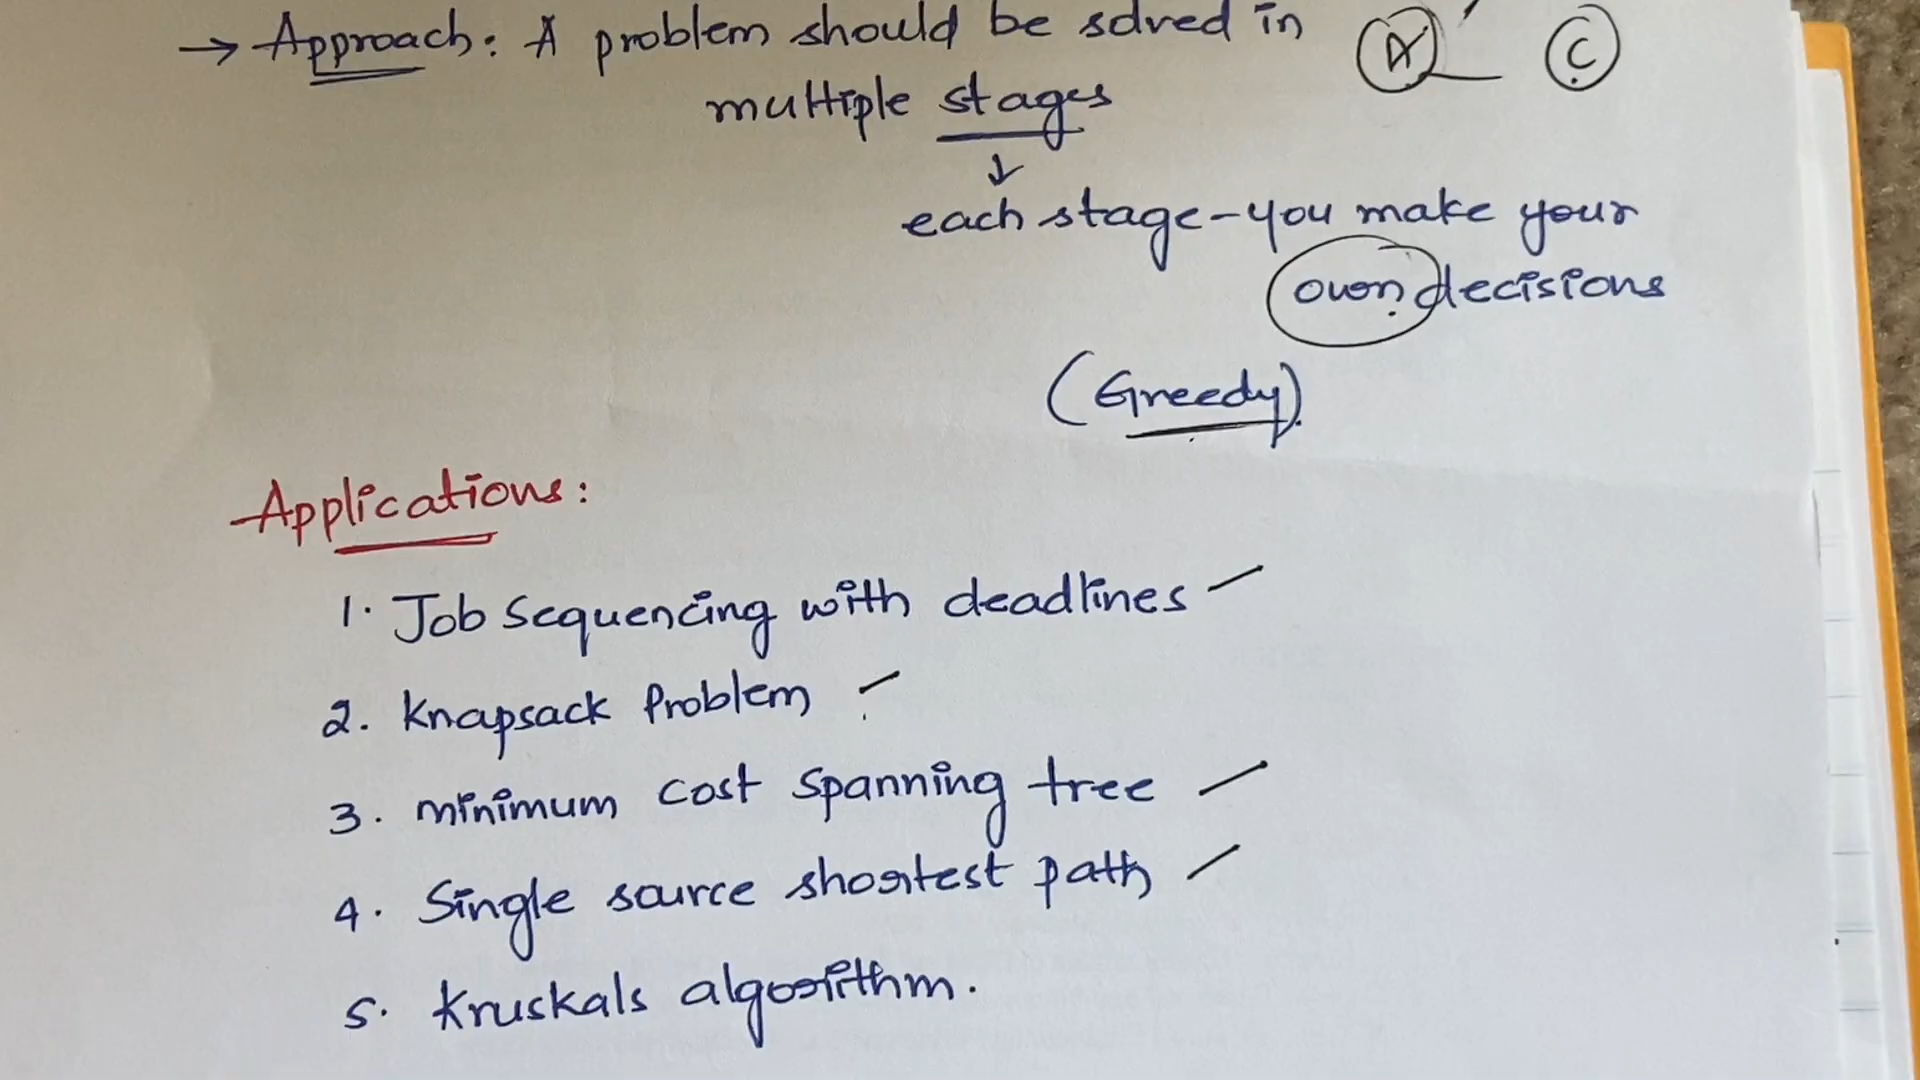 → Approach: A problem should be solved in
multiple stages
↓
each stage - you make your
own decisions
(Greedy)
A C
Applications:
1. Job Sequencing with deadlines
2. Knapsack Problem
3. minimum cost spanning tree
4. Single source shortest path
5. Kruskals algorithm.